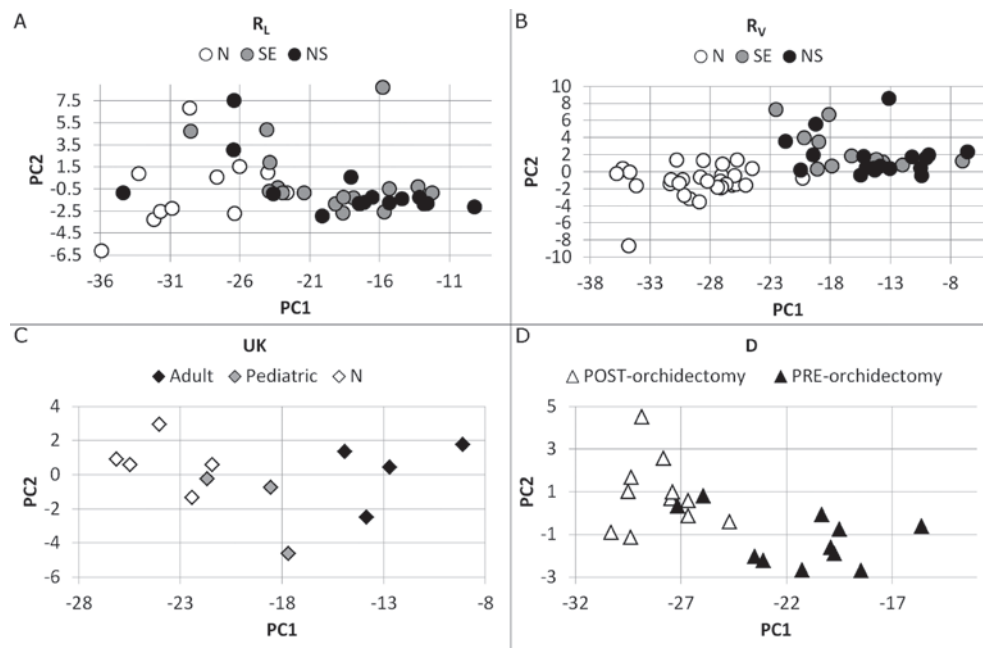 A
R_L
N SE NS
PC2
7.5
5.5
3.5
1.5
-0.5
-2.5
-4.5
-6.5
-36 -31 -26 -21 -16 -11
PC1
B
R_V
N SE NS
PC2
10
8
6
4
2
0
-2
-4
-6
-8
-10
-38 -33 -28 -23 -18 -13 -8
PC1
C
UK
Adult Pediatric N
PC2
4
2
0
-2
-4
-6
-28 -23 -18 -13 -8
PC1
D
D
POST-orchidectomy PRE-orchidectomy
PC2
5
3
1
-1
-3
-32 -27 -22 -17
PC1